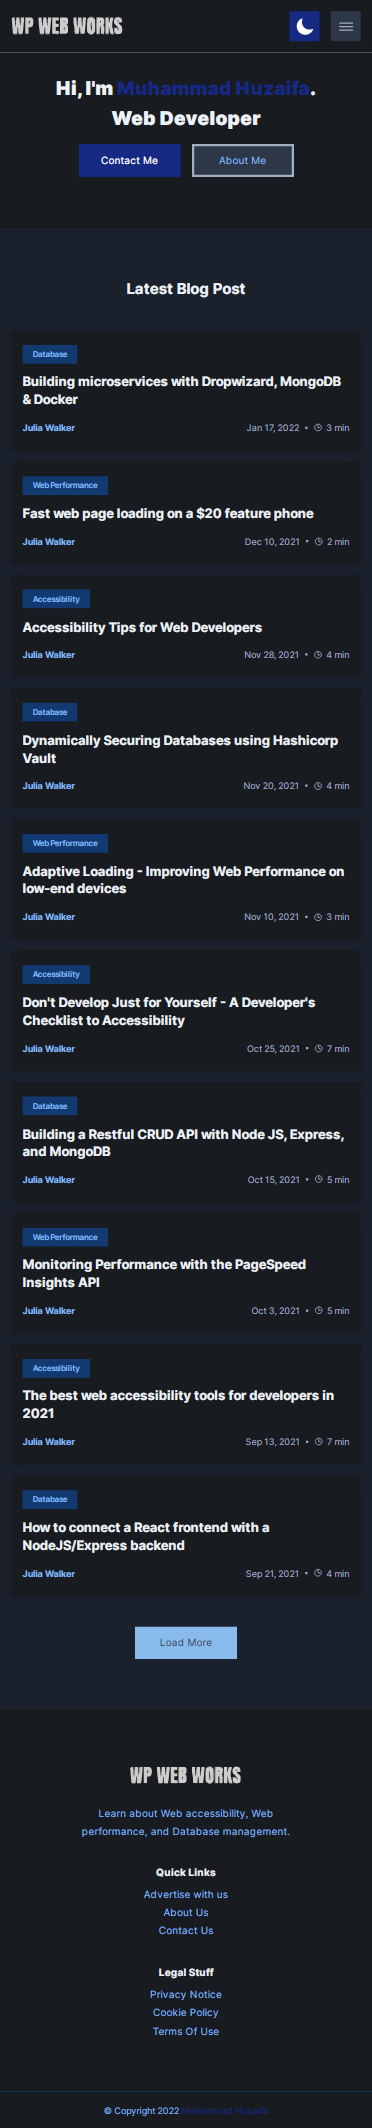 WP WEB WORKS
Hi, I'm Muhammad Huzaifa.
Web Developer
Contact Me
About Me
Latest Blog Post
Database
Building microservices with Dropwizard, MongoDB
& Docker
Julia Walker
Jan 17, 2022 • 3 min
Web Performance
Fast web page loading on a $20 feature phone
Julia Walker
Dec 10, 2021 • 2 min
Accessibility
Accessibility Tips for Web Developers
Julia Walker
Nov 28, 2021 • 4 min
Database
Dynamically Securing Databases using Hashicorp
Vault
Julia Walker
Nov 20, 2021 • 4 min
Web Performance
Adaptive Loading - Improving Web Performance on
low-end devices
Julia Walker
Nov 10, 2021 • 3 min
Accessibility
Don't Develop Just for Yourself - A Developer's
Checklist to Accessibility
Julia Walker
Oct 25, 2021 • 7 min
Database
Building a Restful CRUD API with Node JS, Express,
and MongoDB
Julia Walker
Oct 15, 2021 • 5 min
Web Performance
Monitoring Performance with the PageSpeed
Insights API
Julia Walker
Oct 3, 2021 • 5 min
Accessibility
The best web accessibility tools for developers in
2021
Julia Walker
Sep 13, 2021 • 7 min
Database
How to connect a React frontend with a
NodeJS/Express backend
Julia Walker
Sep 21, 2021 • 4 min
Load More
WP WEB WORKS
Learn about Web accessibility, Web
performance, and Database management.
Quick Links
Advertise with us
About Us
Contact Us
Legal Stuff
Privacy Notice
Cookie Policy
Terms Of Use
© Copyright 2022 Muhammad Huzaifa